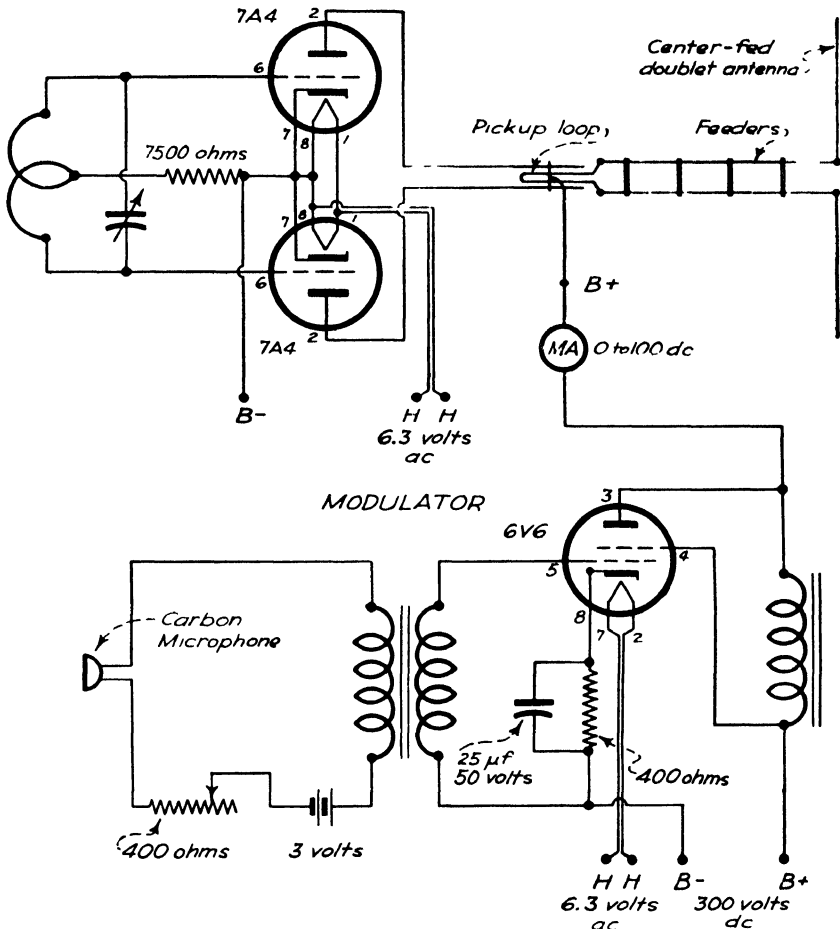 7A4
2
6
7
8
1
Center-fed
doublet antenna
7500 ohms
Pickup loop,
Feeders,
8
7
1
6
2
7A4
B+
MA
0 to 100 dc
B-
H H
6.3 volts
ac
MODULATOR
6V6
3
4
5
8
7
2
Carbon
Microphone
25 µf
50 volts
400 ohms
400 ohms
3 volts
H H
6.3 volts
ac
B-
B+
300 volts
dc